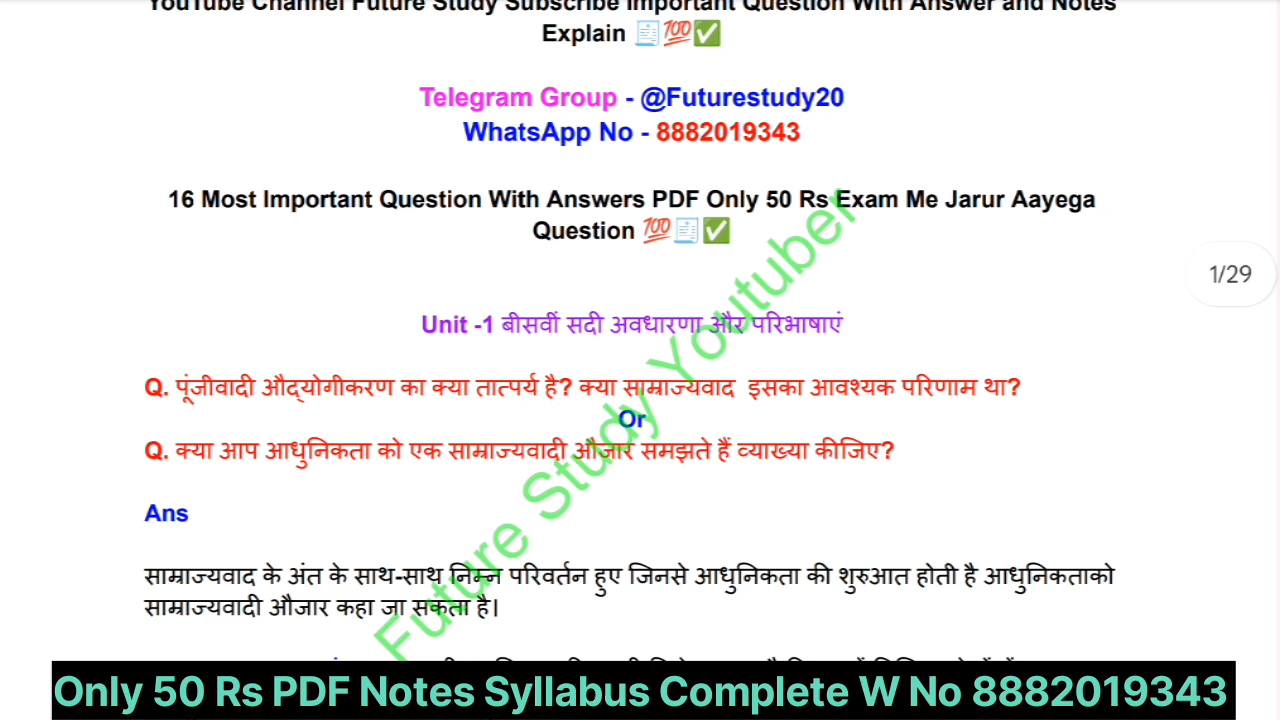 YouTube Channel Future Study Subscribe Important Question With Answer and Notes
Explain 🧾💯✅
Telegram Group - @Futurestudy20
WhatsApp No - 8882019343
16 Most Important Question With Answers PDF Only 50 Rs Exam Me Jarur Aayega
Question 💯🧾✅
1/29
Unit -1 बीसवीं सदी अवधारणा और परिभाषाएं
Q. पूंजीवादी औद्योगीकरण का क्या तात्पर्य है? क्या साम्राज्यवाद इसका आवश्यक परिणाम था?
Or
Q. क्या आप आधुनिकता को एक साम्राज्यवादी औजार समझते हैं व्याख्या कीजिए?
Ans
साम्राज्यवाद के अंत के साथ-साथ निम्न परिवर्तन हुए जिनसे आधुनिकता की शुरुआत होती है आधुनिकताको
साम्राज्यवादी औजार कहा जा सकता है।
Future Study Youtuber
Only 50 Rs PDF Notes Syllabus Complete W No 8882019343